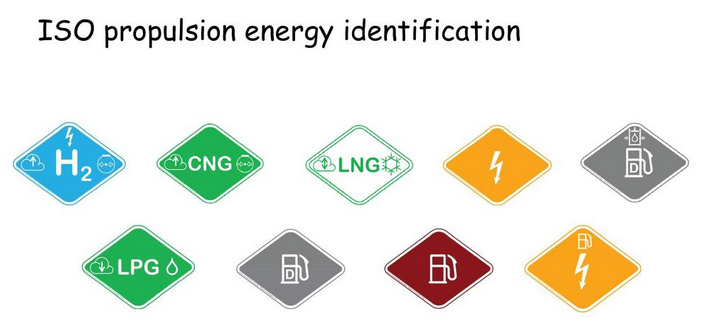 ISO propulsion energy identification
H2
CNG
LNG
D
LPG
D